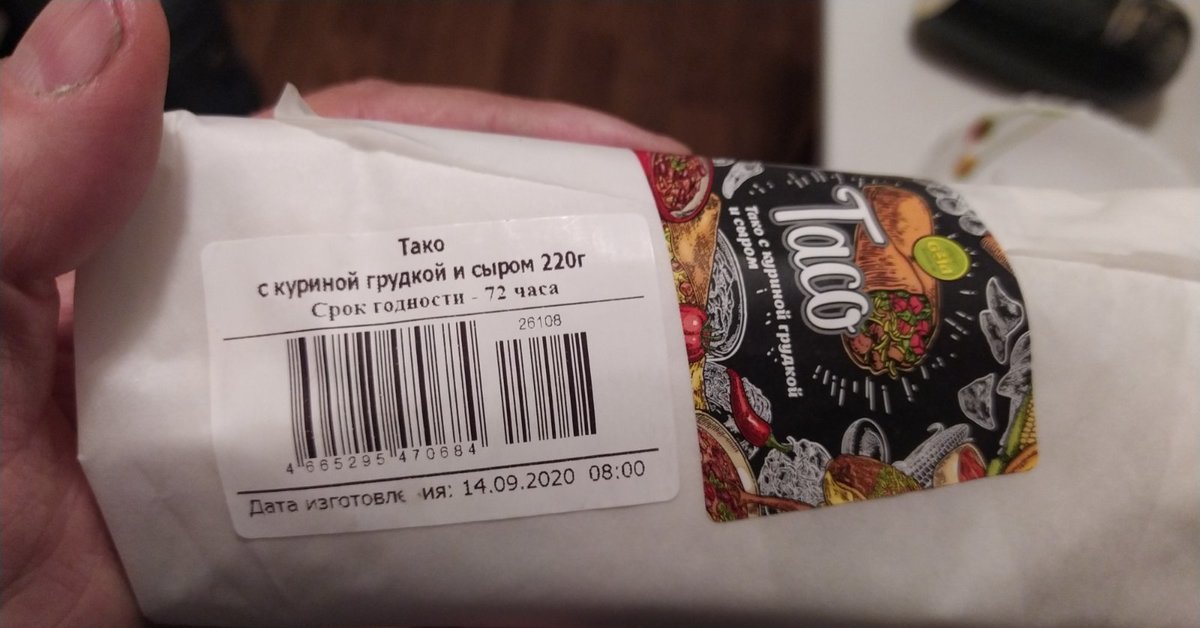 Тако
с куриной грудкой и сыром 220г
Срок годности - 72 часа
26108
4 665295 470684
Дата изготовле ия: 14.09.2020 08:00
Taco
Тако с куриной грудкой
и сыром